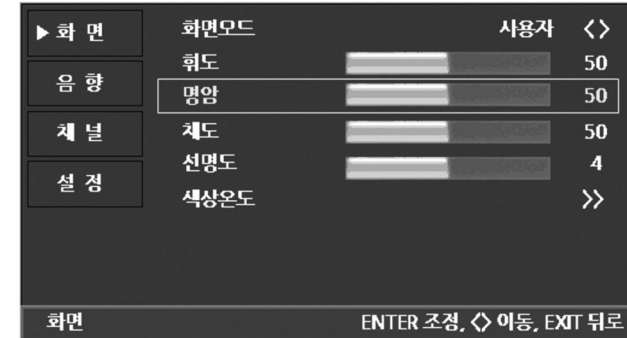 ▶화 면
음 향
채 널
설 정
화면모드 사용자 <>
휘도 50
명암 50
채도 50
선명도 4
색상온도 >>
화면 ENTER 조정, <> 이동, EXIT 뒤로